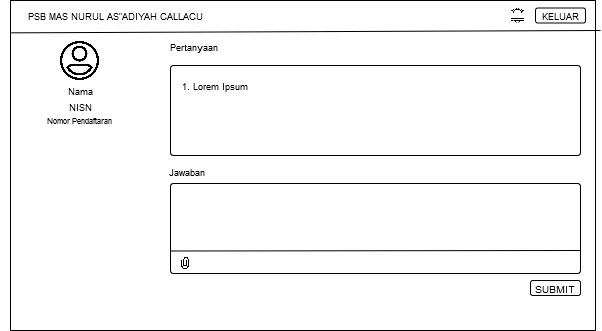 PSB MAS NURUL AS"ADIYAH CALLACU
KELUAR
Nama
NISN
Nomor Pendaftaran
Pertanyaan
1. Lorem Ipsum
Jawaban
SUBMIT